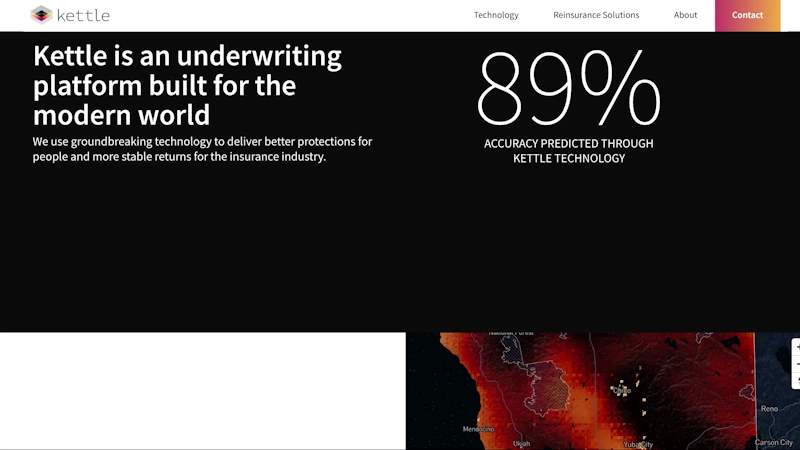 kettle
Technology
Reinsurance Solutions
About
Contact
Kettle is an underwriting
platform built for the
modern world
We use groundbreaking technology to deliver better protections for
people and more stable returns for the insurance industry.
89%
ACCURACY PREDICTED THROUGH
KETTLE TECHNOLOGY
National Forest
Chico
Reno
Mendocino
Ukiah
Yuba City
Carson City